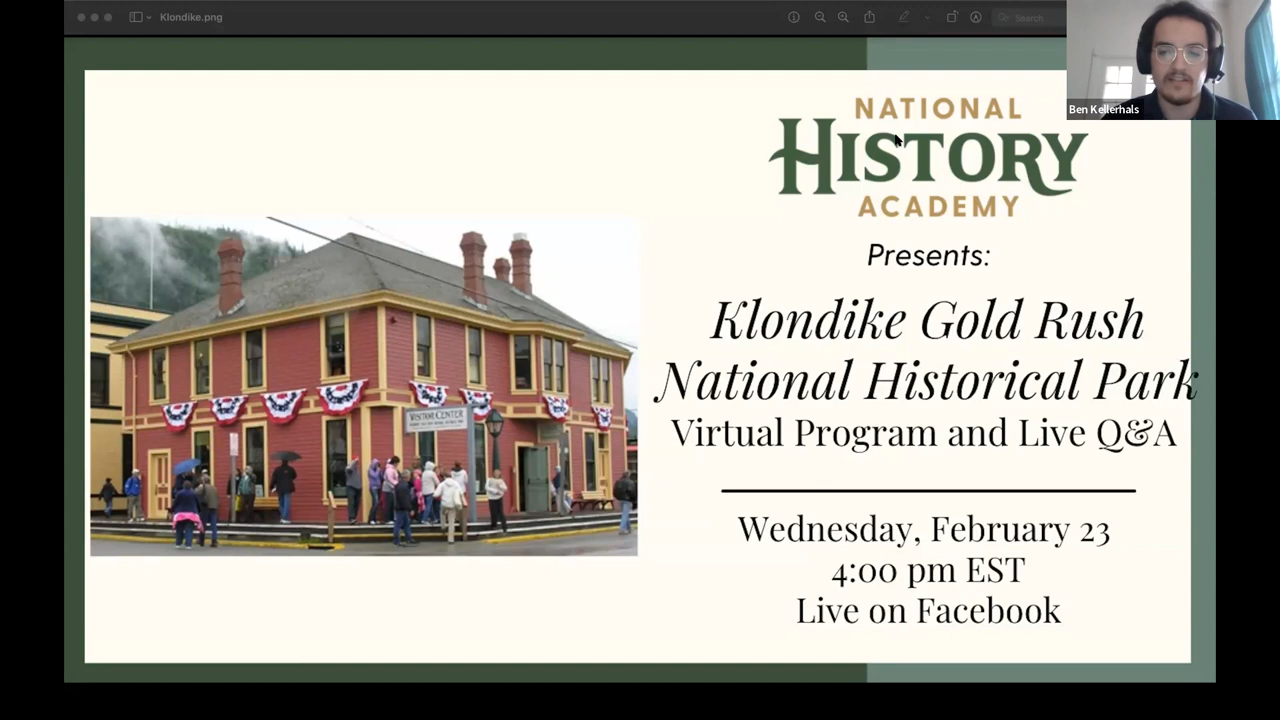 Klondike.png
Search
Ben Kellerhals
NATIONAL
HISTORY
ACADEMY
Presents:
Klondike Gold Rush
National Historical Park
Virtual Program and Live Q&A
VISITOR CENTER
Wednesday, February 23
4:00 pm EST
Live on Facebook